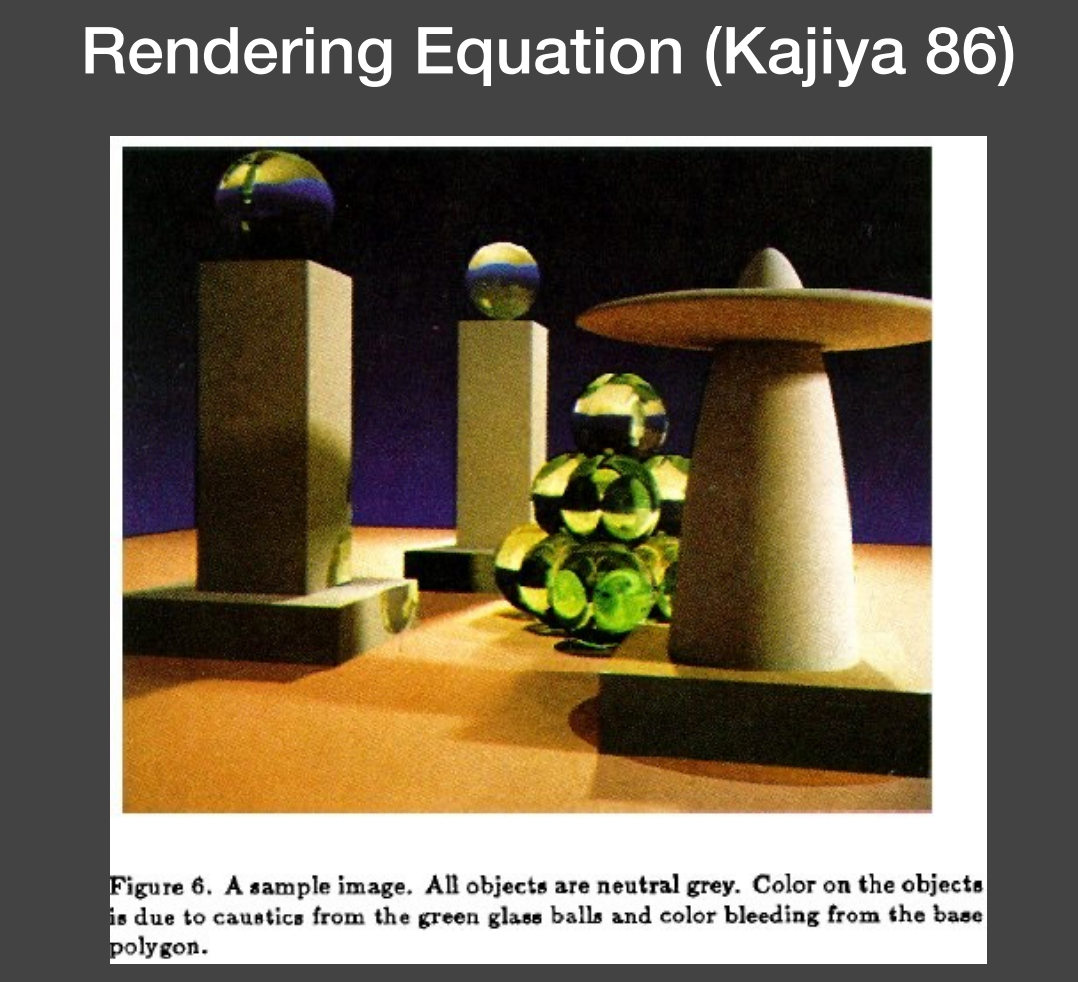 Rendering Equation (Kajiya 86)
Figure 6. A sample image. All objects are neutral grey. Color on the objects
is due to caustics from the green glass balls and color bleeding from the base
polygon.